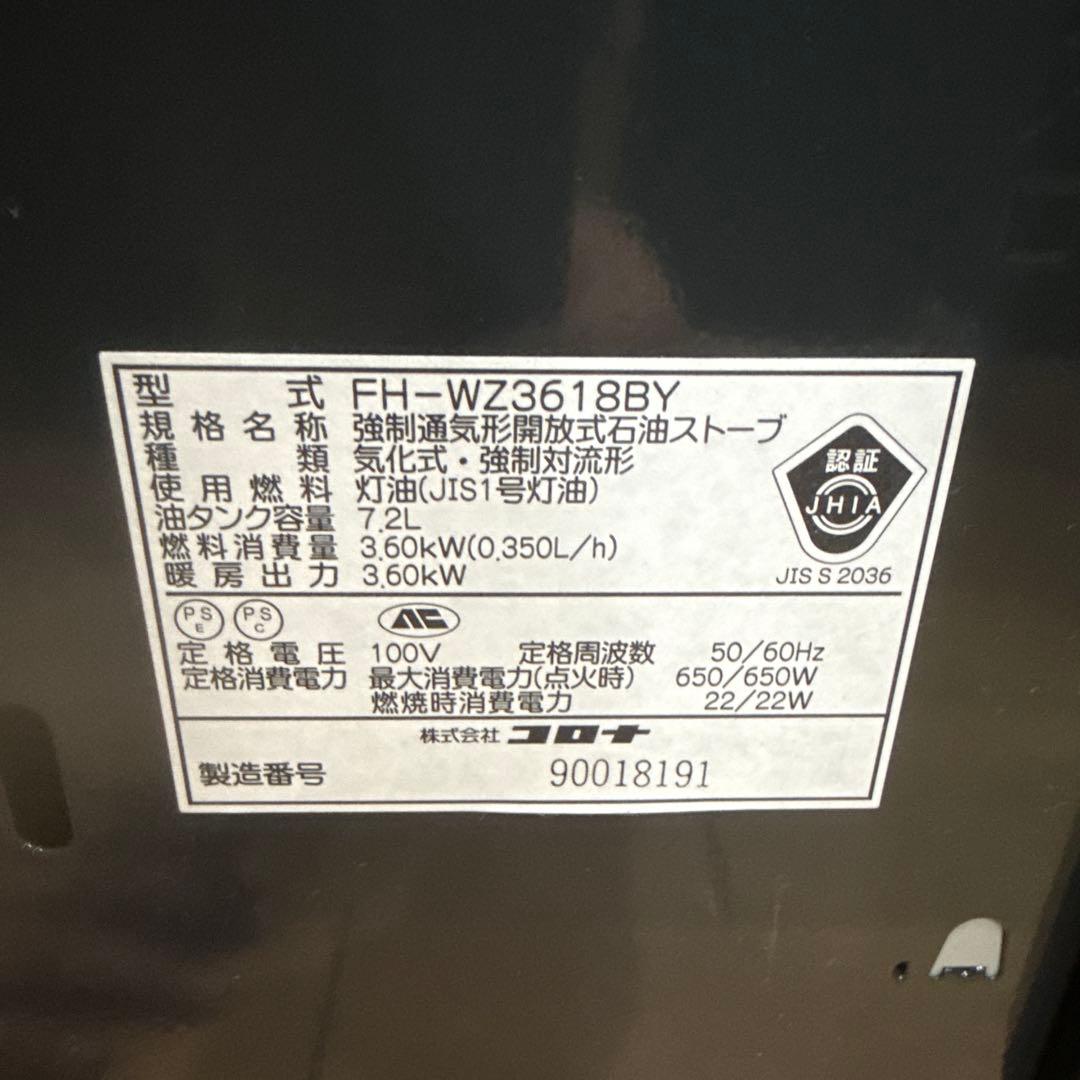 型式 FH-WZ3618BY
規格名称 強制通気形開放式石油ストーブ
種類 気化式・強制対流形
使用燃料 灯油(JIS1号灯油)
油タンク容量 7.2L
燃料消費量 3.60kW(0.350L/h)
暖房出力 3.60kW
認証
JHIA
JIS S 2036
PS E PS C
定格電圧 100V 定格周波数 50/60Hz
定格消費電力 最大消費電力(点火時) 650/650W
燃焼時消費電力 22/22W
株式会社 コロナ
製造番号 90018191